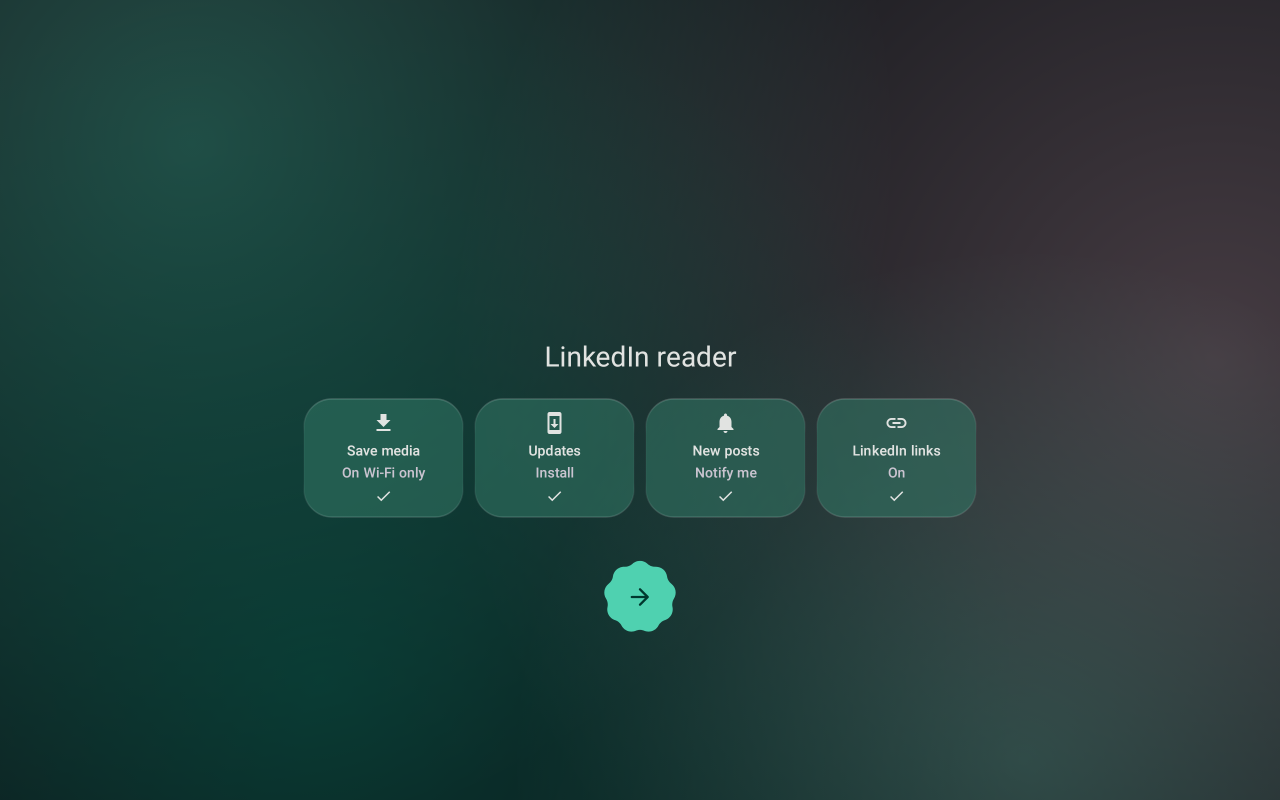 LinkedIn reader
Save media
On Wi-Fi only
Updates
Install
New posts
Notify me
LinkedIn links
On